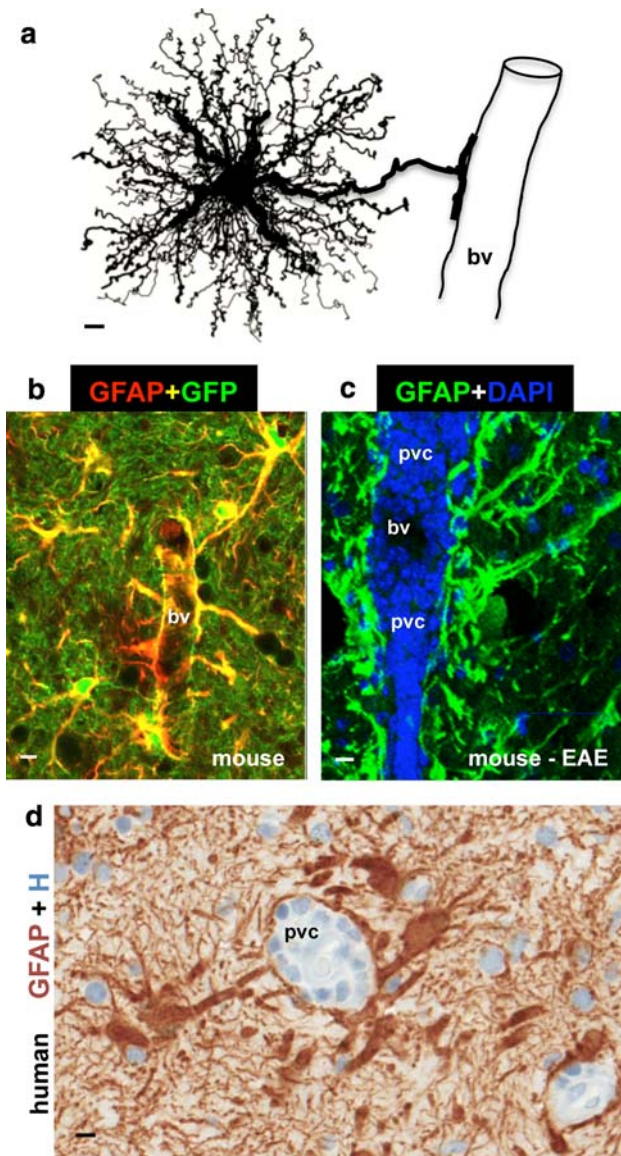 a
bv
b
GFAP+GFP
bv
mouse
c
GFAP+DAPI
pvc
bv
pvc
mouse - EAE
d
human
GFAP + H
pvc